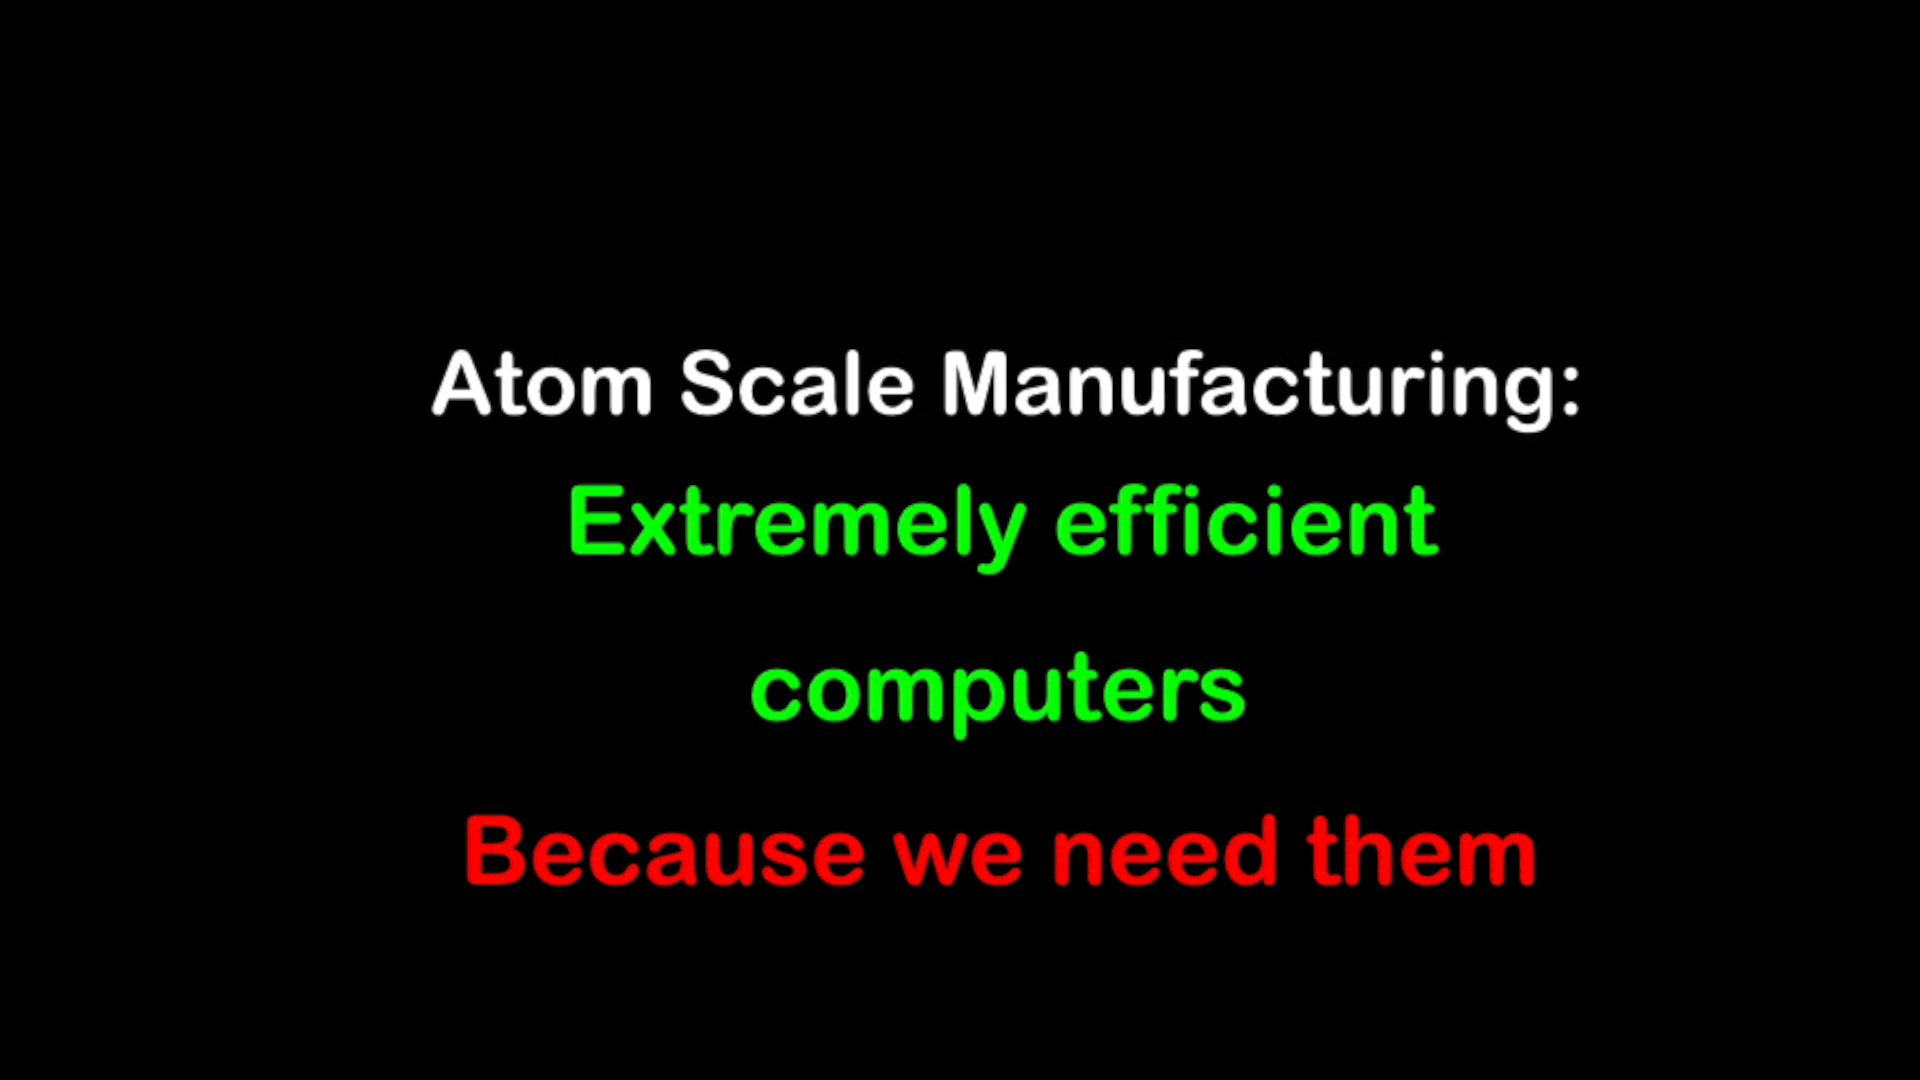 Atom Scale Manufacturing:
Extremely efficient
computers
Because we need them